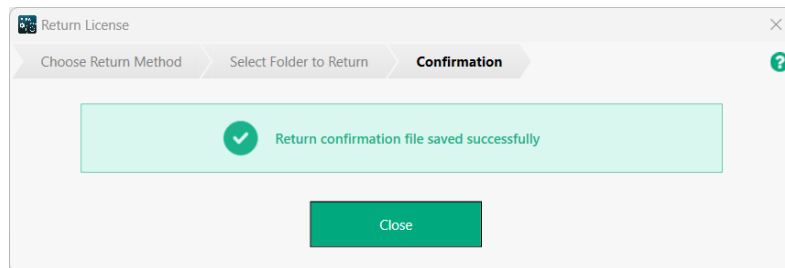 Return License
Choose Return Method Select Folder to Return Confirmation
?
Return confirmation file saved successfully
Close